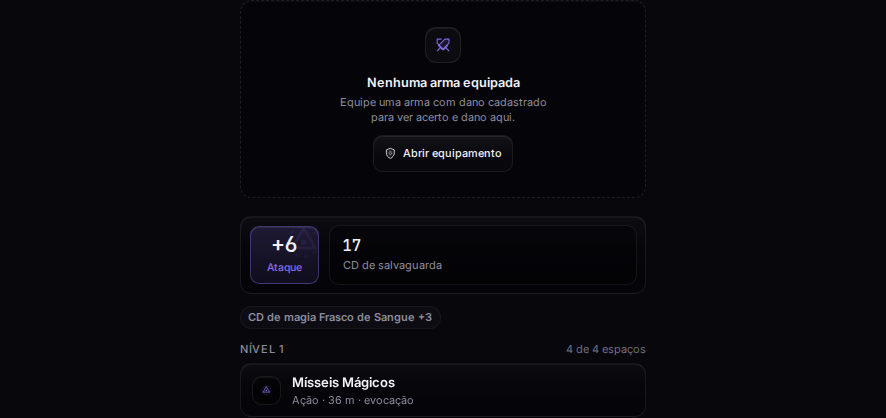 Nenhuma arma equipada
Equipe uma arma com dano cadastrado
para ver acerto e dano aqui.
Abrir equipamento
+6
Ataque
17
CD de salvaguarda
CD de magia Frasco de Sangue +3
NÍVEL 1
4 de 4 espaços
Mísseis Mágicos
Ação · 36 m · evocação